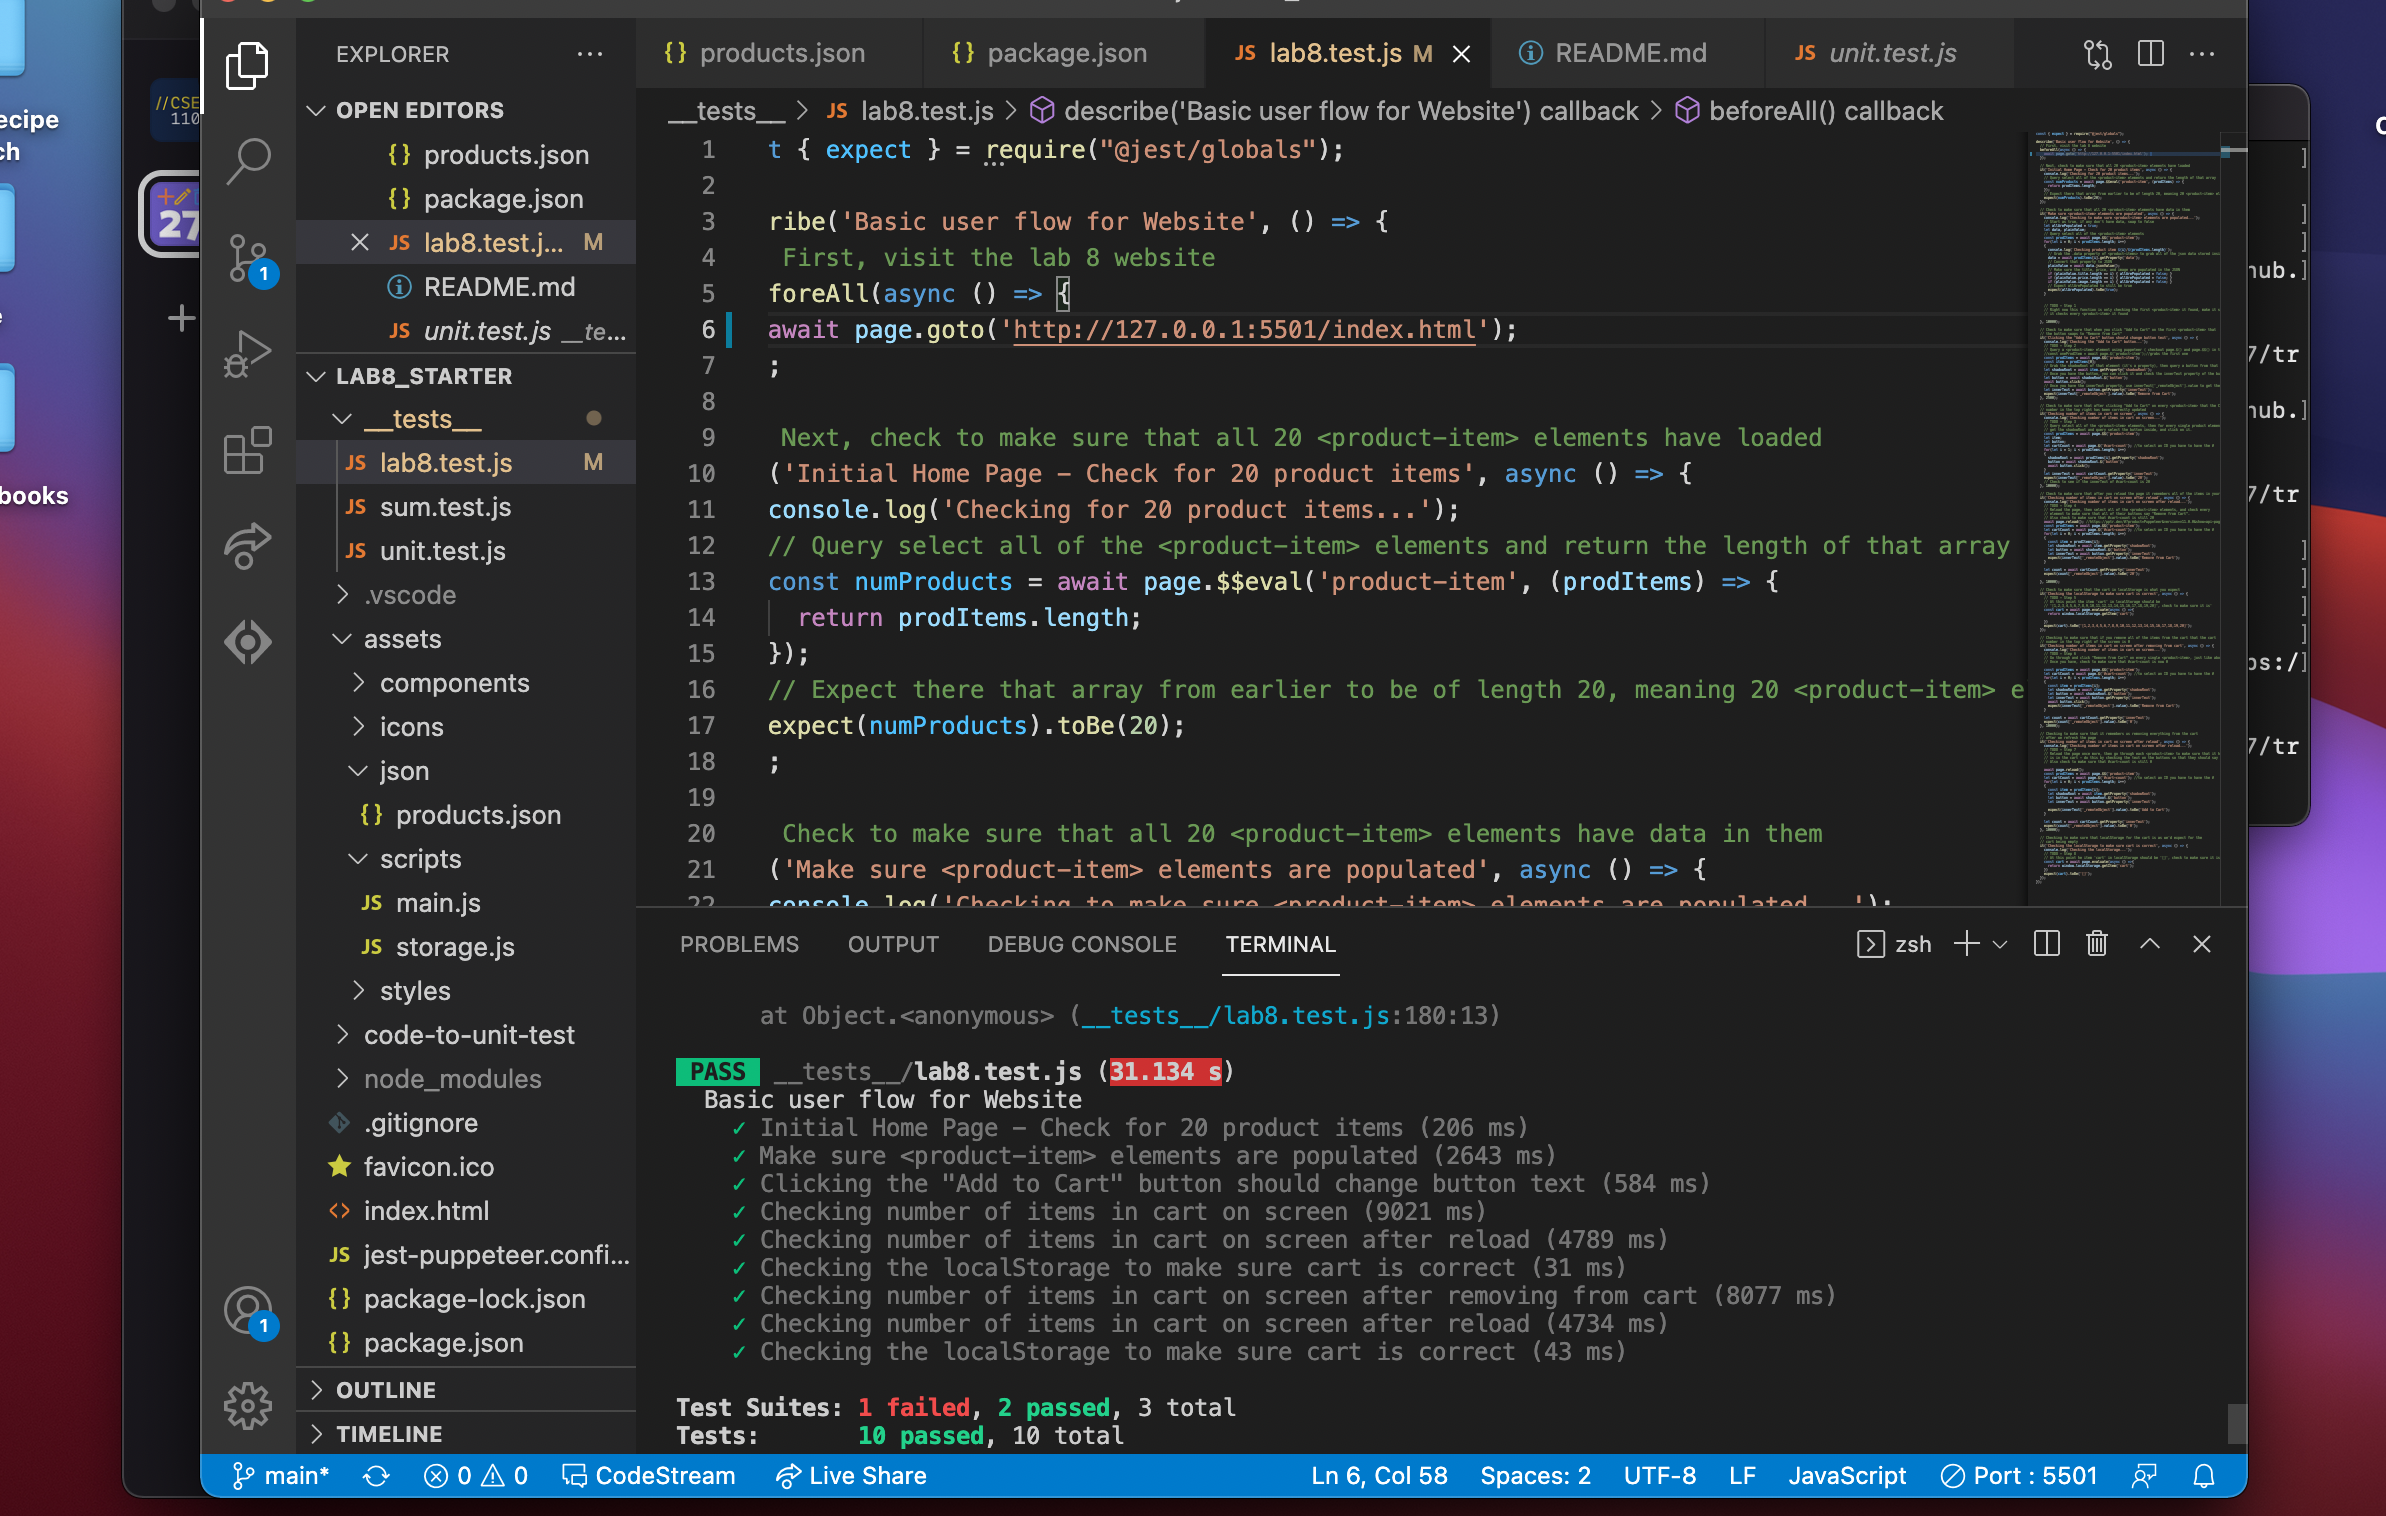 ecipe
ch
books
//CSE
110
27
EXPLORER
OPEN EDITORS
{} products.json
{} package.json
JS lab8.test.j... M
README.md
JS unit.test.js __te...
LAB8_STARTER
__tests__
JS lab8.test.js M
JS sum.test.js
JS unit.test.js
.vscode
assets
components
icons
json
{} products.json
scripts
JS main.js
JS storage.js
styles
code-to-unit-test
node_modules
.gitignore
favicon.ico
<> index.html
JS jest-puppeteer.confi...
{} package-lock.json
{} package.json
OUTLINE
TIMELINE
1
1
{} products.json
{} package.json
JS lab8.test.js M
README.md
JS unit.test.js
__tests__ > JS lab8.test.js > describe('Basic user flow for Website') callback > beforeAll() callback
1 t { expect } = require("@jest/globals");
2
3 ribe('Basic user flow for Website', () => {
4 First, visit the lab 8 website
5 foreAll(async () => {
6 await page.goto('http://127.0.0.1:5501/index.html');
7 ;
8
9 Next, check to make sure that all 20 <product-item> elements have loaded
10 ('Initial Home Page - Check for 20 product items', async () => {
11 console.log('Checking for 20 product items...');
12 // Query select all of the <product-item> elements and return the length of that array
13 const numProducts = await page.$$eval('product-item', (prodItems) => {
14 return prodItems.length;
15 });
16 // Expect there that array from earlier to be of length 20, meaning 20 <product-item> e
17 expect(numProducts).toBe(20);
18 ;
19
20 Check to make sure that all 20 <product-item> elements have data in them
21 ('Make sure <product-item> elements are populated', async () => {
22 console.log('Checking to make sure <product-item> elements are populated...');
PROBLEMS OUTPUT DEBUG CONSOLE TERMINAL
zsh
at Object.<anonymous> (__tests__/lab8.test.js:180:13)
PASS __tests__/lab8.test.js (31.134 s)
Basic user flow for Website
✓ Initial Home Page - Check for 20 product items (206 ms)
✓ Make sure <product-item> elements are populated (2643 ms)
✓ Clicking the "Add to Cart" button should change button text (584 ms)
✓ Checking number of items in cart on screen (9021 ms)
✓ Checking number of items in cart on screen after reload (4789 ms)
✓ Checking the localStorage to make sure cart is correct (31 ms)
✓ Checking number of items in cart on screen after removing from cart (8077 ms)
✓ Checking number of items in cart on screen after reload (4734 ms)
✓ Checking the localStorage to make sure cart is correct (43 ms)
Test Suites: 1 failed, 2 passed, 3 total
Tests: 10 passed, 10 total
main* 0 0 CodeStream Live Share Ln 6, Col 58 Spaces: 2 UTF-8 LF JavaScript Port : 5501
]
]
]
hub.]
7/tr
hub.]
7/tr
]
]
]
]
ps:/]
7/tr